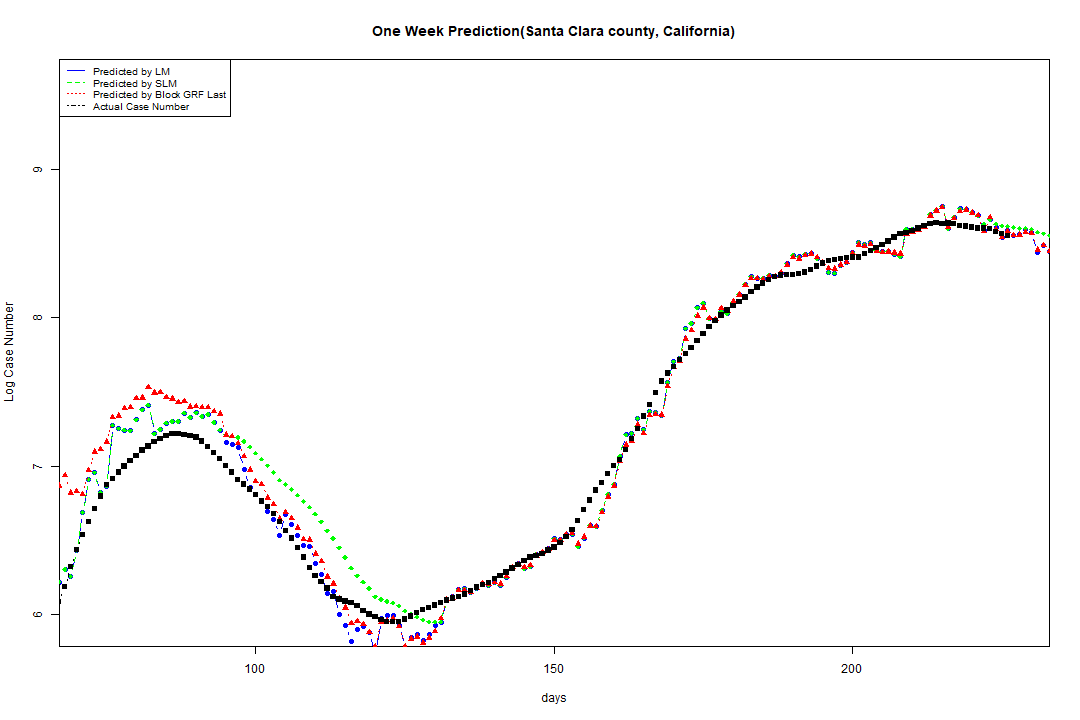 One Week Prediction(Santa Clara county, California)
Predicted by LM
Predicted by SLM
Predicted by Block GRF Last
Actual Case Number
9
8
7
6
Log Case Number
100 150 200
days